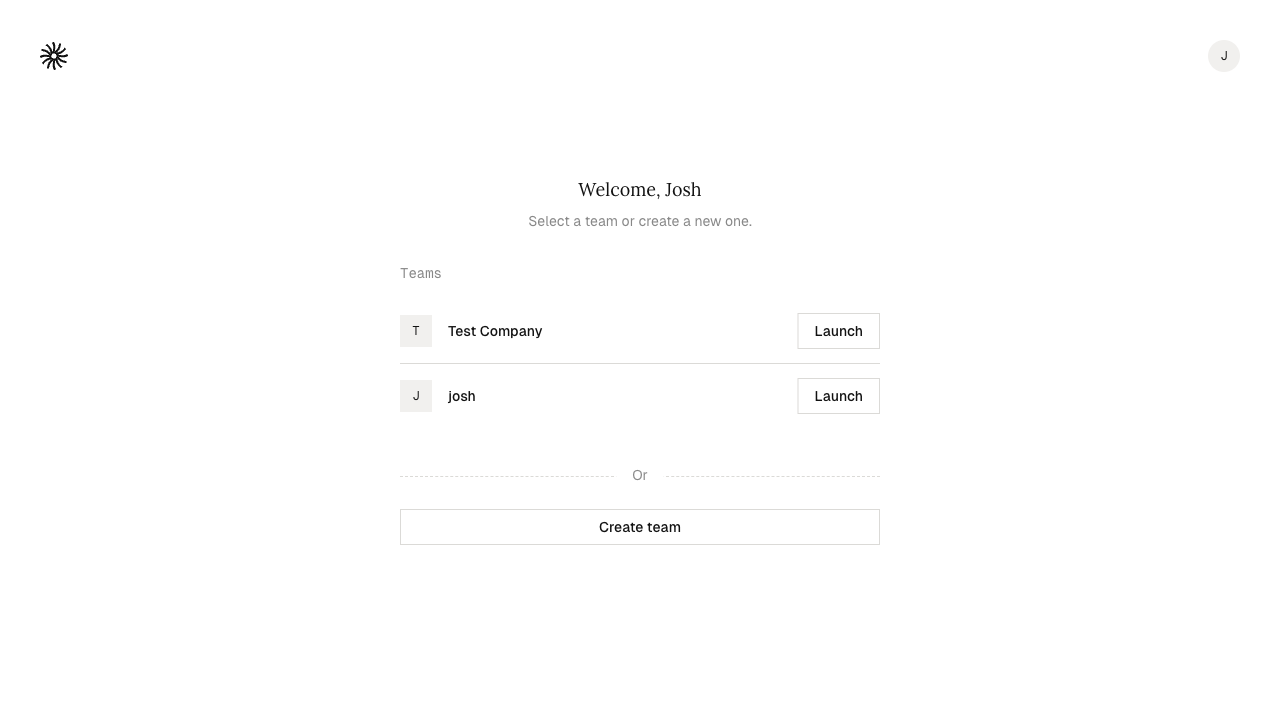 J
Welcome, Josh
Select a team or create a new one.
Teams
T Test Company Launch
J josh Launch
Or
Create team